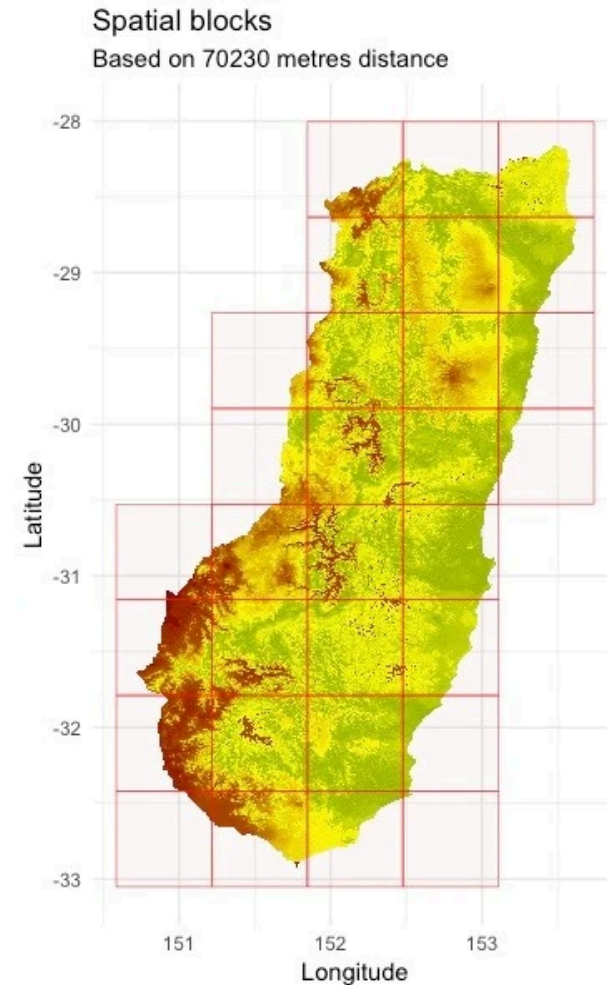 Spatial blocks
Based on 70230 metres distance
-28
-29
-30
-31
-32
-33
Latitude
151
152
153
Longitude